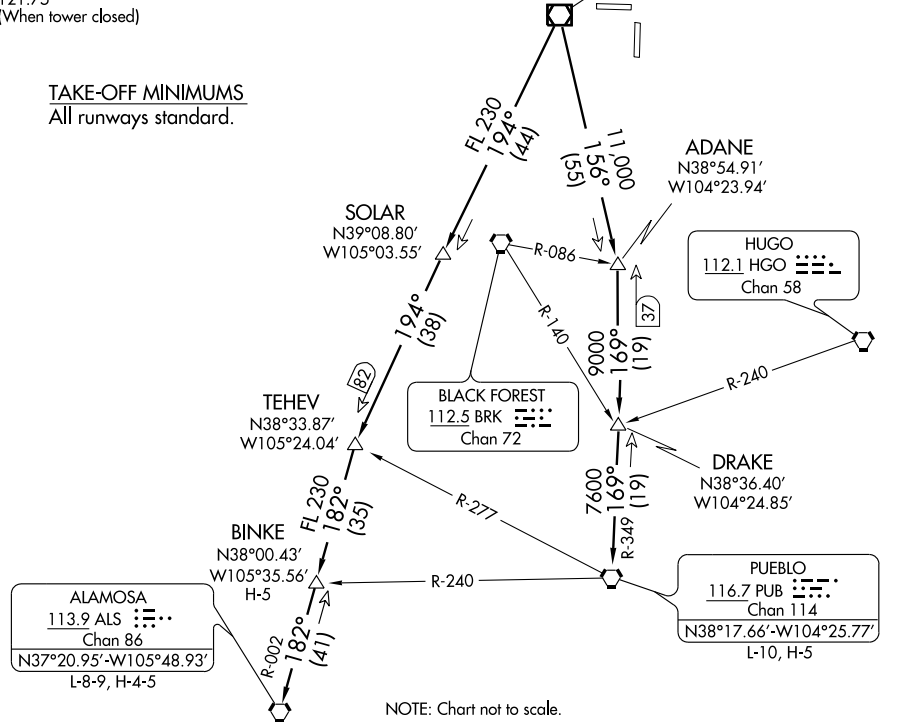 121.75
(When tower closed)
TAKE-OFF MINIMUMS
All runways standard.
FL 230
194°
(44)
11,000
156°
(55)
ADANE
N38°54.91'
W104°23.94'
SOLAR
N39°08.80'
W105°03.55'
R-086
HUGO
112.1 HGO
Chan 58
37
R-140
194°
(38)
9000
169°
(19)
R-240
82
BLACK FOREST
112.5 BRK
Chan 72
TEHEV
N38°33.87'
W105°24.04'
DRAKE
N38°36.40'
W104°24.85'
R-277
7600
169°
(19)
R-349
FL 230
182°
(35)
BINKE
N38°00.43'
W105°35.56'
H-5
R-240
PUEBLO
116.7 PUB
Chan 114
N38°17.66'-W104°25.77'
L-10, H-5
ALAMOSA
113.9 ALS
Chan 86
N37°20.95'-W105°48.93'
L-8-9, H-4-5
R-002
182°
(41)
NOTE: Chart not to scale.